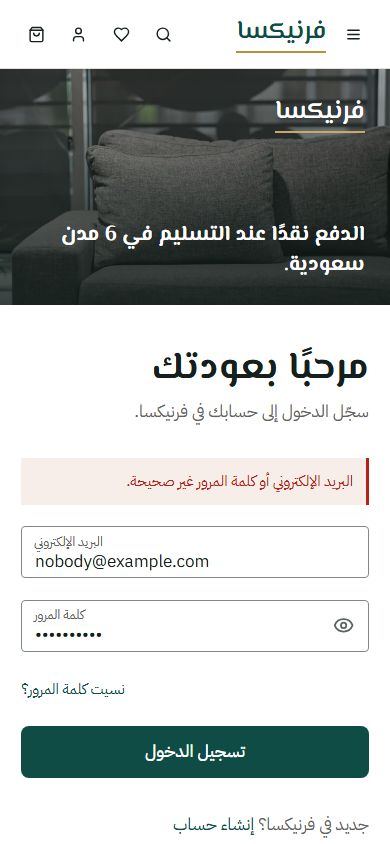 فرنيكسا
فرنيكسا
الدفع نقدًا عند التسليم في 6 مدن
سعودية.
مرحبًا بعودتك
سجّل الدخول إلى حسابك في فرنيكسا.
البريد الإلكتروني أو كلمة المرور غير صحيحة.
البريد الإلكتروني
nobody@example.com
كلمة المرور
••••••••••
نسيت كلمة المرور؟
تسجيل الدخول
جديد في فرنيكسا؟ إنشاء حساب